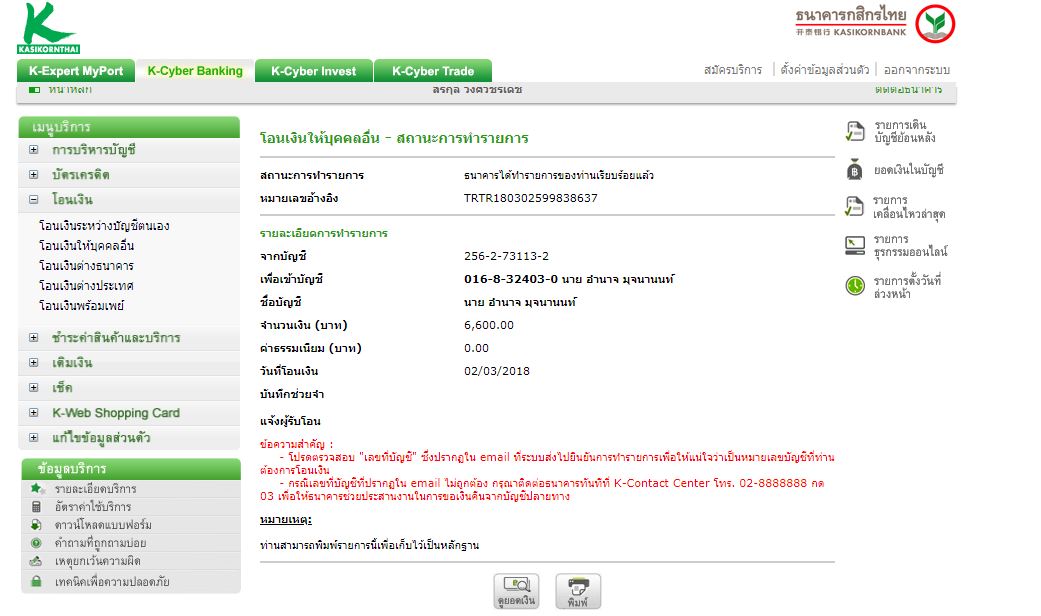 KASIKORNTHAI
ธนาคารกสิกรไทย
开泰银行 KASIKORNBANK
K-Expert MyPort
K-Cyber Banking
K-Cyber Invest
K-Cyber Trade
สมัครบริการ
ตั้งค่าข้อมูลส่วนตัว
ออกจากระบบ
หน้าหลัก
ติดต่อธนาคาร
เมนูบริการ
การบริหารบัญชี
บัตรเครดิต
โอนเงิน
โอนเงินระหว่างบัญชีตนเอง
โอนเงินให้บุคคลอื่น
โอนเงินต่างธนาคาร
โอนเงินต่างประเทศ
โอนเงินพร้อมเพย์
ชำระค่าสินค้าและบริการ
เติมเงิน
เช็ค
K-Web Shopping Card
แก้ไขข้อมูลส่วนตัว
ข้อมูลบริการ
รายละเอียดบริการ
อัตราค่าใช้บริการ
ดาวน์โหลดแบบฟอร์ม
คำถามที่ถูกถามบ่อย
เหตุยกเว้นความผิด
เทคนิคเพื่อความปลอดภัย
โอนเงินให้บุคคลอื่น - สถานะการทำรายการ
สถานะการทำรายการ ธนาคารได้ทำรายการของท่านเรียบร้อยแล้ว
หมายเลขอ้างอิง TRTR180302599838637
รายละเอียดการทำรายการ
จากบัญชี 256-2-73113-2
เพื่อเข้าบัญชี 016-8-32403-0 นาย อำนาจ มุจนานนท์
ชื่อบัญชี นาย อำนาจ มุจนานนท์
จำนวนเงิน (บาท) 6,600.00
ค่าธรรมเนียม (บาท) 0.00
วันที่โอนเงิน 02/03/2018
บันทึกช่วยจำ
แจ้งผู้รับโอน
ข้อความสำคัญ :
- โปรดตรวจสอบ "เลขที่บัญชี" ซึ่งปรากฏใน email ที่ระบบส่งไปยืนยันการทำรายการเพื่อให้แน่ใจว่าเป็นหมายเลขบัญชีที่ท่าน
ต้องการโอนเงิน
- กรณีเลขที่บัญชีที่ปรากฏใน email ไม่ถูกต้อง กรุณาติดต่อธนาคารทันทีที่ K-Contact Center โทร. 02-8888888 กด
03 เพื่อให้ธนาคารช่วยประสานงานในการขอเงินคืนจากบัญชีปลายทาง
หมายเหตุ:
ท่านสามารถพิมพ์รายการนี้เพื่อเก็บไว้เป็นหลักฐาน
ดูยอดเงิน
พิมพ์
รายการเดิน
บัญชีย้อนหลัง
ยอดเงินในบัญชี
รายการ
เคลื่อนไหวล่าสุด
รายการ
ธุรกรรมออนไลน์
รายการตั้งวันที่
ล่วงหน้า